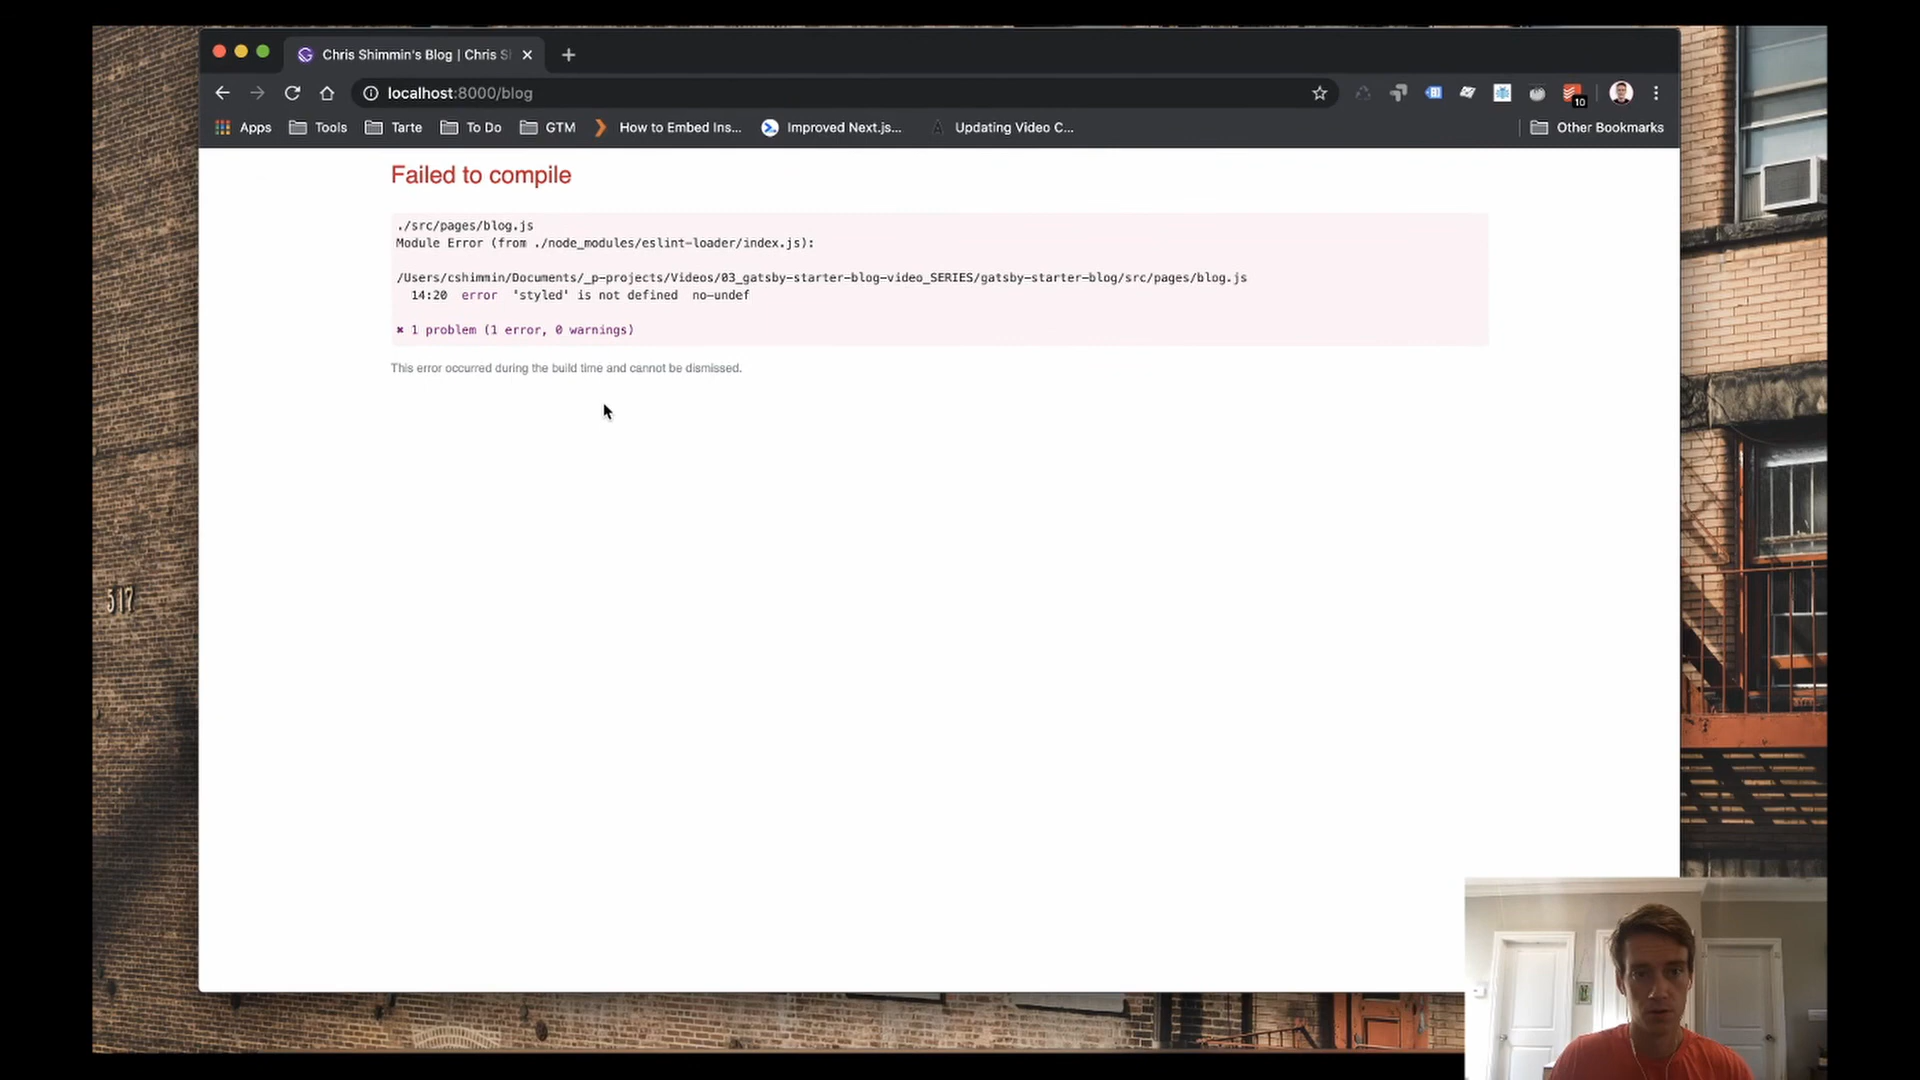 Chris Shimmin's Blog | Chris S
localhost:8000/blog
10
Apps Tools Tarte To Do GTM How to Embed Ins... Improved Next.js... Updating Video C... Other Bookmarks
Failed to compile
./src/pages/blog.js
Module Error (from ./node_modules/eslint-loader/index.js):
/Users/cshimmin/Documents/_p-projects/Videos/03_gatsby-starter-blog-video_SERIES/gatsby-starter-blog/src/pages/blog.js
14:20 error 'styled' is not defined no-undef
✖ 1 problem (1 error, 0 warnings)
This error occurred during the build time and cannot be dismissed.
517